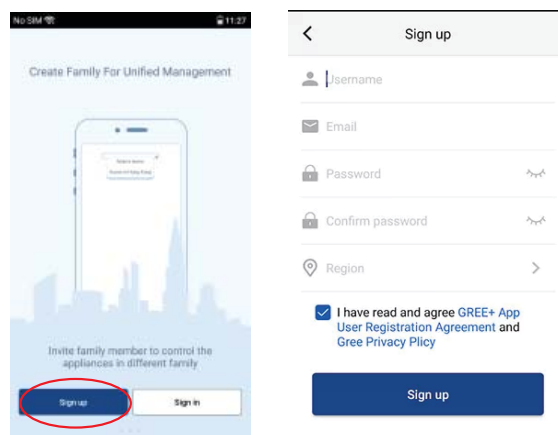 No SIM
11:27
Create Family For Unified Management
Invite family member to control the
appliances in different family
Sign up
Sign in
Sign up
Username
Email
Password
Confirm password
Region
I have read and agree GREE+ App
User Registration Agreement and
Gree Privacy Plicy
Sign up